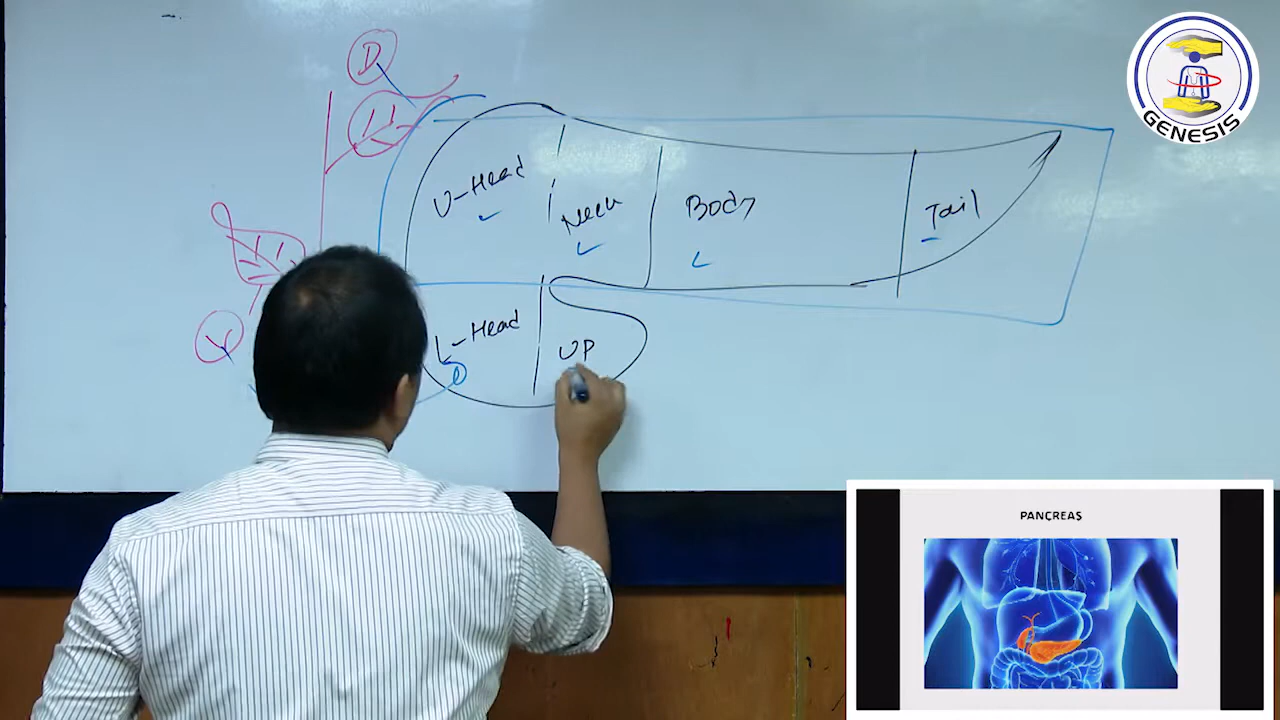 D
GENESIS
U-Head
Neck
Body
Tail
V
L-Head
UP
PANCREAS